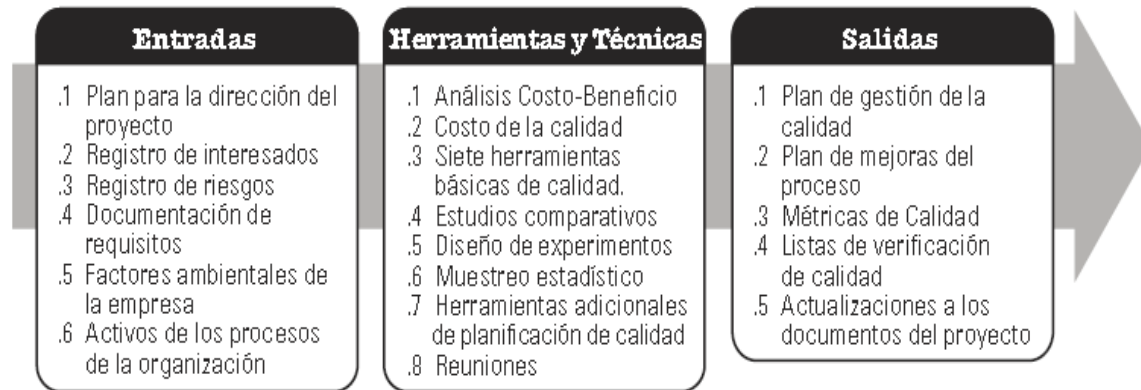 Entradas
.1 Plan para la dirección del
proyecto
.2 Registro de interesados
.3 Registro de riesgos
.4 Documentación de
requisitos
.5 Factores ambientales de
la empresa
.6 Activos de los procesos
de la organización
Herramientas y Técnicas
.1 Análisis Costo-Beneficio
.2 Costo de la calidad
.3 Siete herramientas
básicas de calidad.
.4 Estudios comparativos
.5 Diseño de experimentos
.6 Muestreo estadístico
.7 Herramientas adicionales
de planificación de calidad
.8 Reuniones
Salidas
.1 Plan de gestión de la
calidad
.2 Plan de mejoras del
proceso
.3 Métricas de Calidad
.4 Listas de verificación
de calidad
.5 Actualizaciones a los
documentos del proyecto